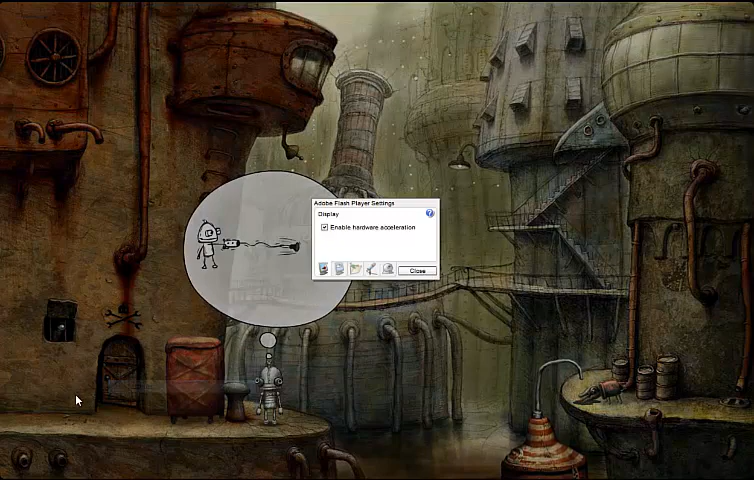 Adobe Flash Player Settings
Display
?
Enable hardware acceleration
Close